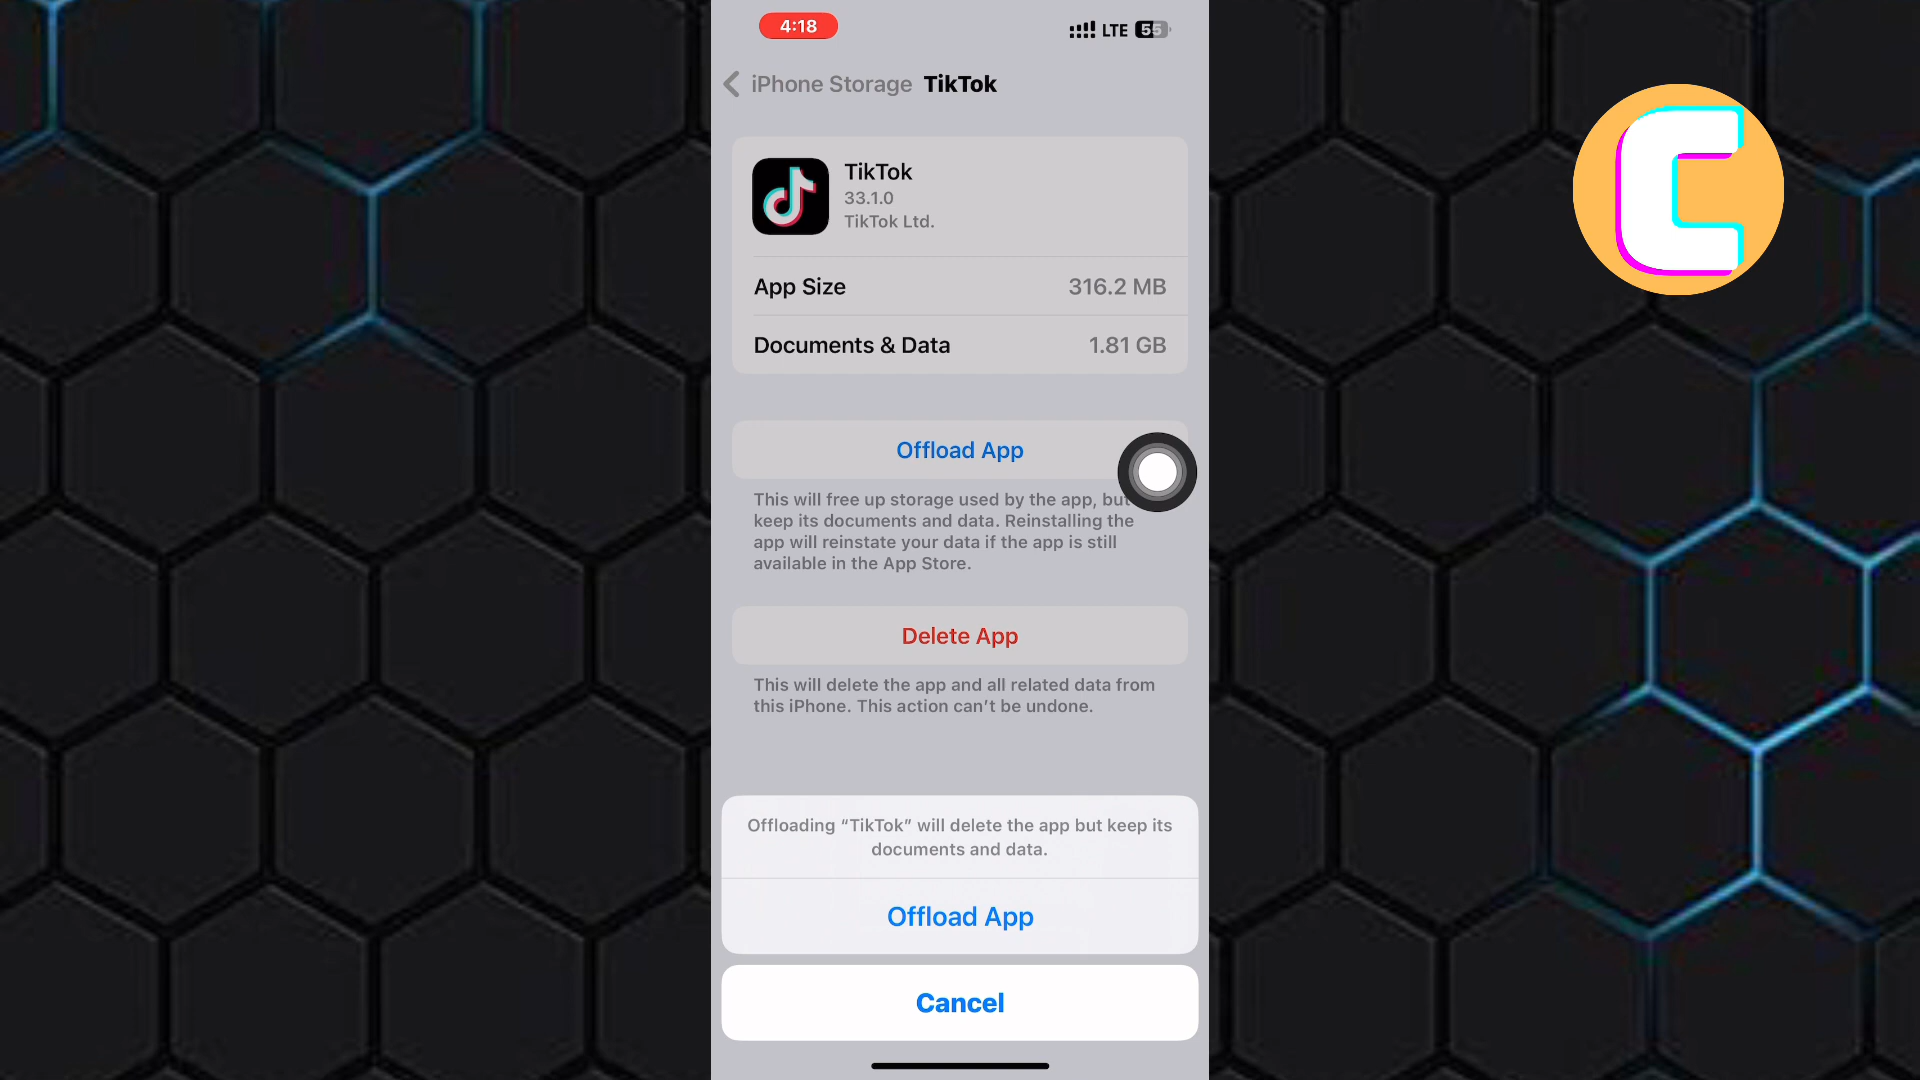 4:18
LTE 55
iPhone Storage TikTok
TikTok
33.1.0
TikTok Ltd.
App Size 316.2 MB
Documents & Data 1.81 GB
Offload App
This will free up storage used by the app, but
keep its documents and data. Reinstalling the
app will reinstate your data if the app is still
available in the App Store.
Delete App
This will delete the app and all related data from
this iPhone. This action can’t be undone.
Offloading “TikTok” will delete the app but keep its
documents and data.
Offload App
Cancel
C